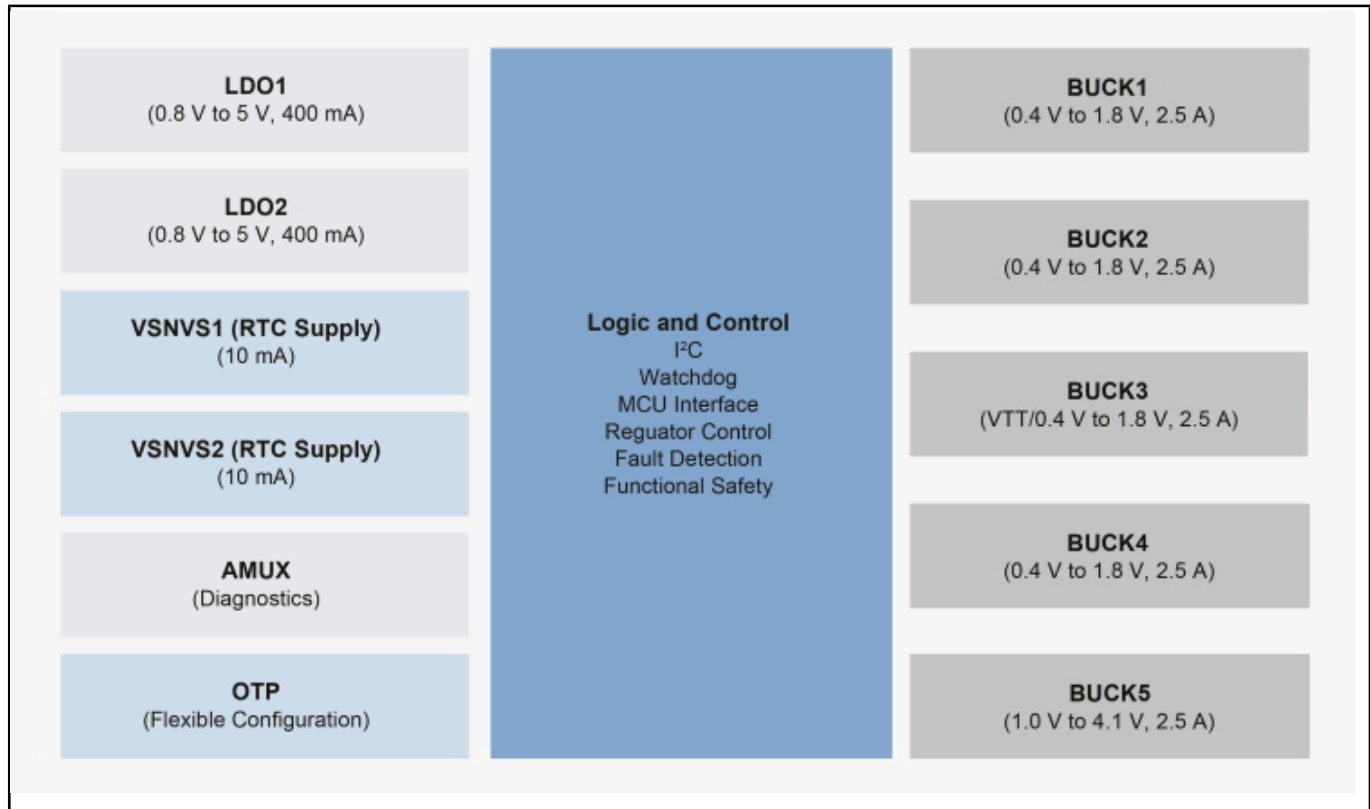 LDO1
(0.8 V to 5 V, 400 mA)
LDO2
(0.8 V to 5 V, 400 mA)
VSNVS1 (RTC Supply)
(10 mA)
VSNVS2 (RTC Supply)
(10 mA)
AMUX
(Diagnostics)
OTP
(Flexible Configuration)
Logic and Control
I²C
Watchdog
MCU Interface
Reguator Control
Fault Detection
Functional Safety
BUCK1
(0.4 V to 1.8 V, 2.5 A)
BUCK2
(0.4 V to 1.8 V, 2.5 A)
BUCK3
(VTT/0.4 V to 1.8 V, 2.5 A)
BUCK4
(0.4 V to 1.8 V, 2.5 A)
BUCK5
(1.0 V to 4.1 V, 2.5 A)